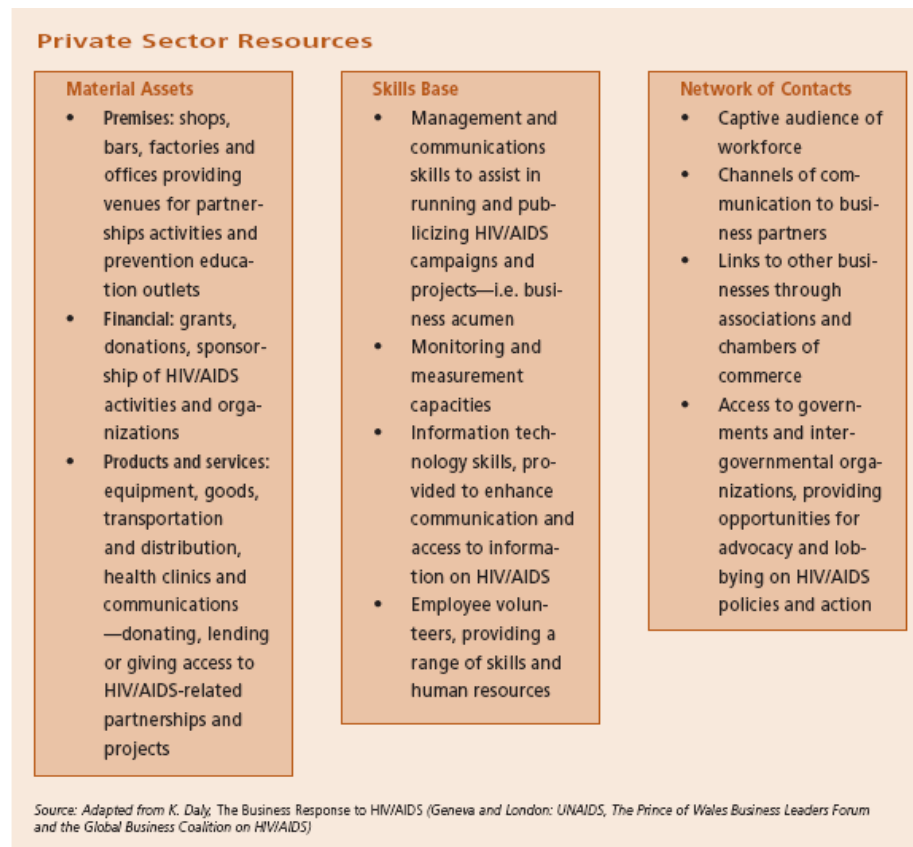 Private Sector Resources
Material Assets
• Premises: shops,
bars, factories and
offices providing
venues for partner-
ships activities and
prevention educa-
tion outlets
• Financial: grants,
donations, sponsor-
ship of HIV/AIDS
activities and orga-
nizations
• Products and services:
equipment, goods,
transportation
and distribution,
health clinics and
communications
—donating, lending
or giving access to
HIV/AIDS-related
partnerships and
projects
Skills Base
• Management and
communications
skills to assist in
running and pub-
licizing HIV/AIDS
campaigns and
projects—i.e. busi-
ness acumen
• Monitoring and
measurement
capacities
• Information tech-
nology skills, pro-
vided to enhance
communication and
access to informa-
tion on HIV/AIDS
• Employee volun-
teers, providing a
range of skills and
human resources
Network of Contacts
• Captive audience of
workforce
• Channels of com-
munication to busi-
ness partners
• Links to other busi-
nesses through
associations and
chambers of
commerce
• Access to govern-
ments and inter-
governmental orga-
nizations, providing
opportunities for
advocacy and lob-
bying on HIV/AIDS
policies and action
Source: Adapted from K. Daly, The Business Response to HIV/AIDS (Geneva and London: UNAIDS, The Prince of Wales Business Leaders Forum
and the Global Business Coalition on HIV/AIDS)